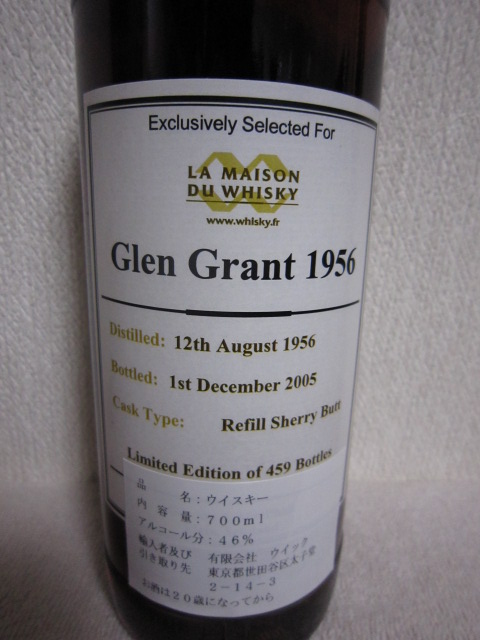 Exclusively Selected For
LA MAISON
DU WHISKY
www.whisky.fr
Glen Grant 1956
Distilled: 12th August 1956
Bottled: 1st December 2005
Cask Type: Refill Sherry Butt
Limited Edition of 459 Bottles
品 名：ウイスキー
内 容 量：700ml
アルコール分：46%
輸入者及び 有限会社 ウィック
引き取り先 東京都世田谷区太子堂
2-14-3
お酒は20歳になってから